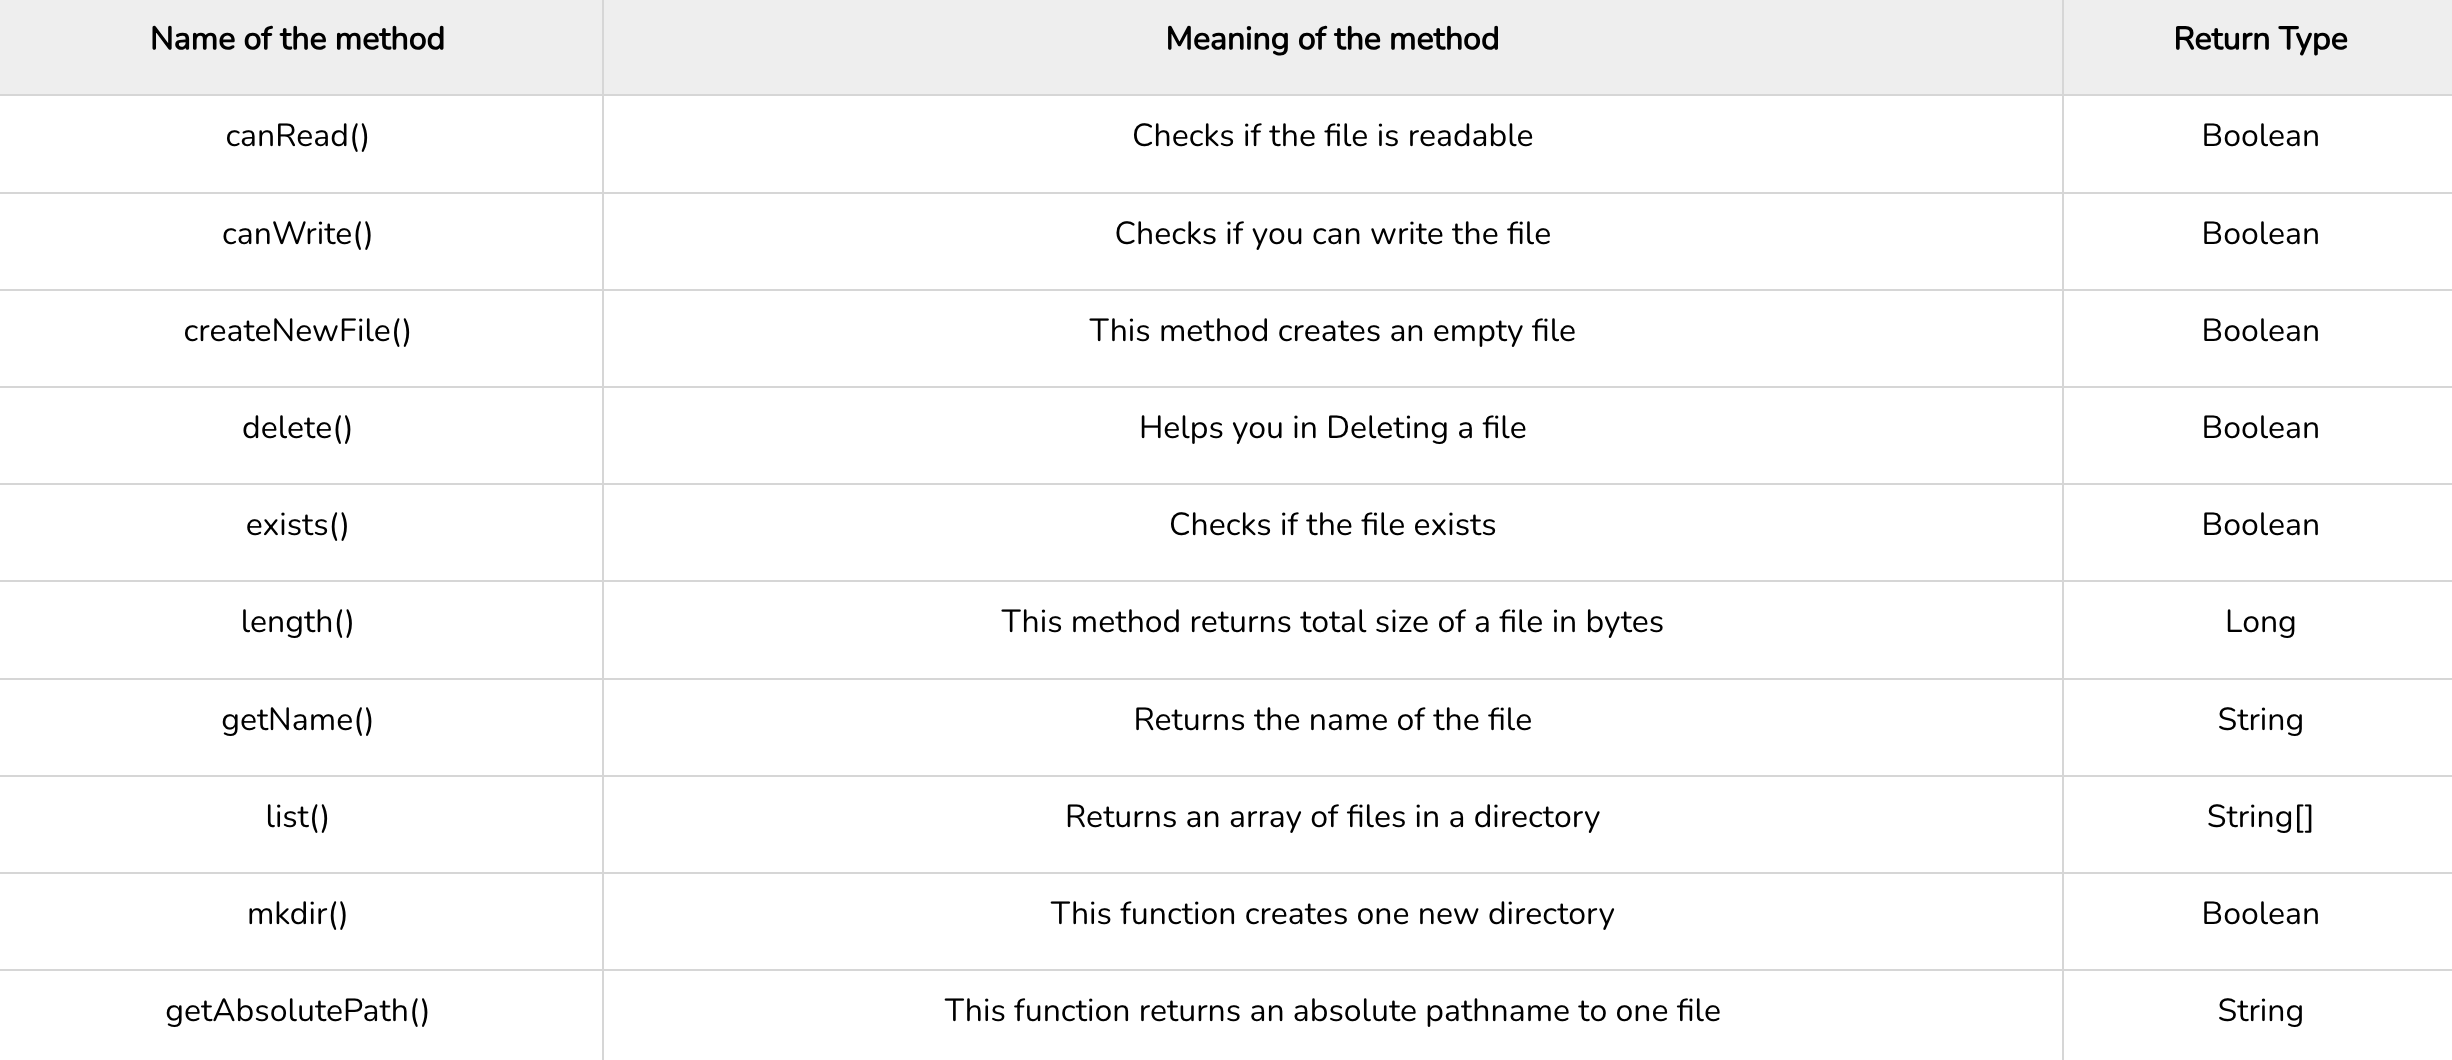 Name of the method Meaning of the method Return Type
canRead() Checks if the file is readable Boolean
canWrite() Checks if you can write the file Boolean
createNewFile() This method creates an empty file Boolean
delete() Helps you in Deleting a file Boolean
exists() Checks if the file exists Boolean
length() This method returns total size of a file in bytes Long
getName() Returns the name of the file String
list() Returns an array of files in a directory String[]
mkdir() This function creates one new directory Boolean
getAbsolutePath() This function returns an absolute pathname to one file String